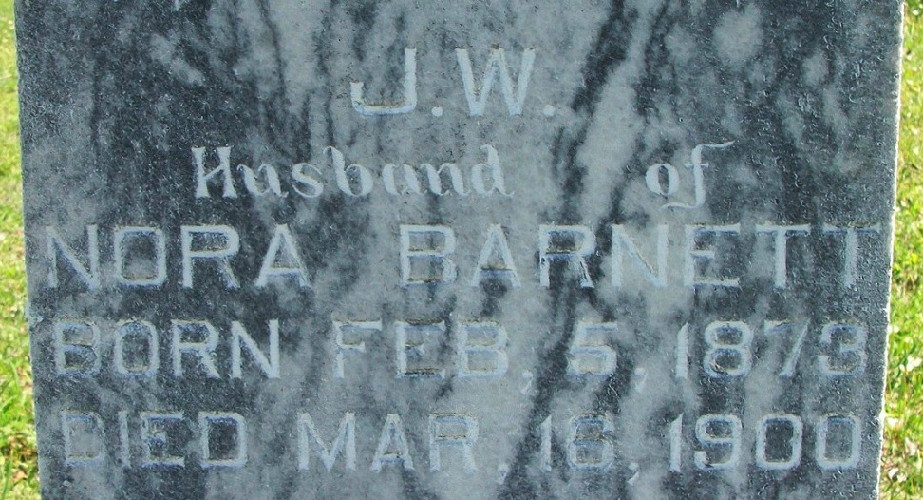 J.W.
Husband of
NORA BARNETT
BORN FEB, 5, 1873
DIED MAR, 16, 1900